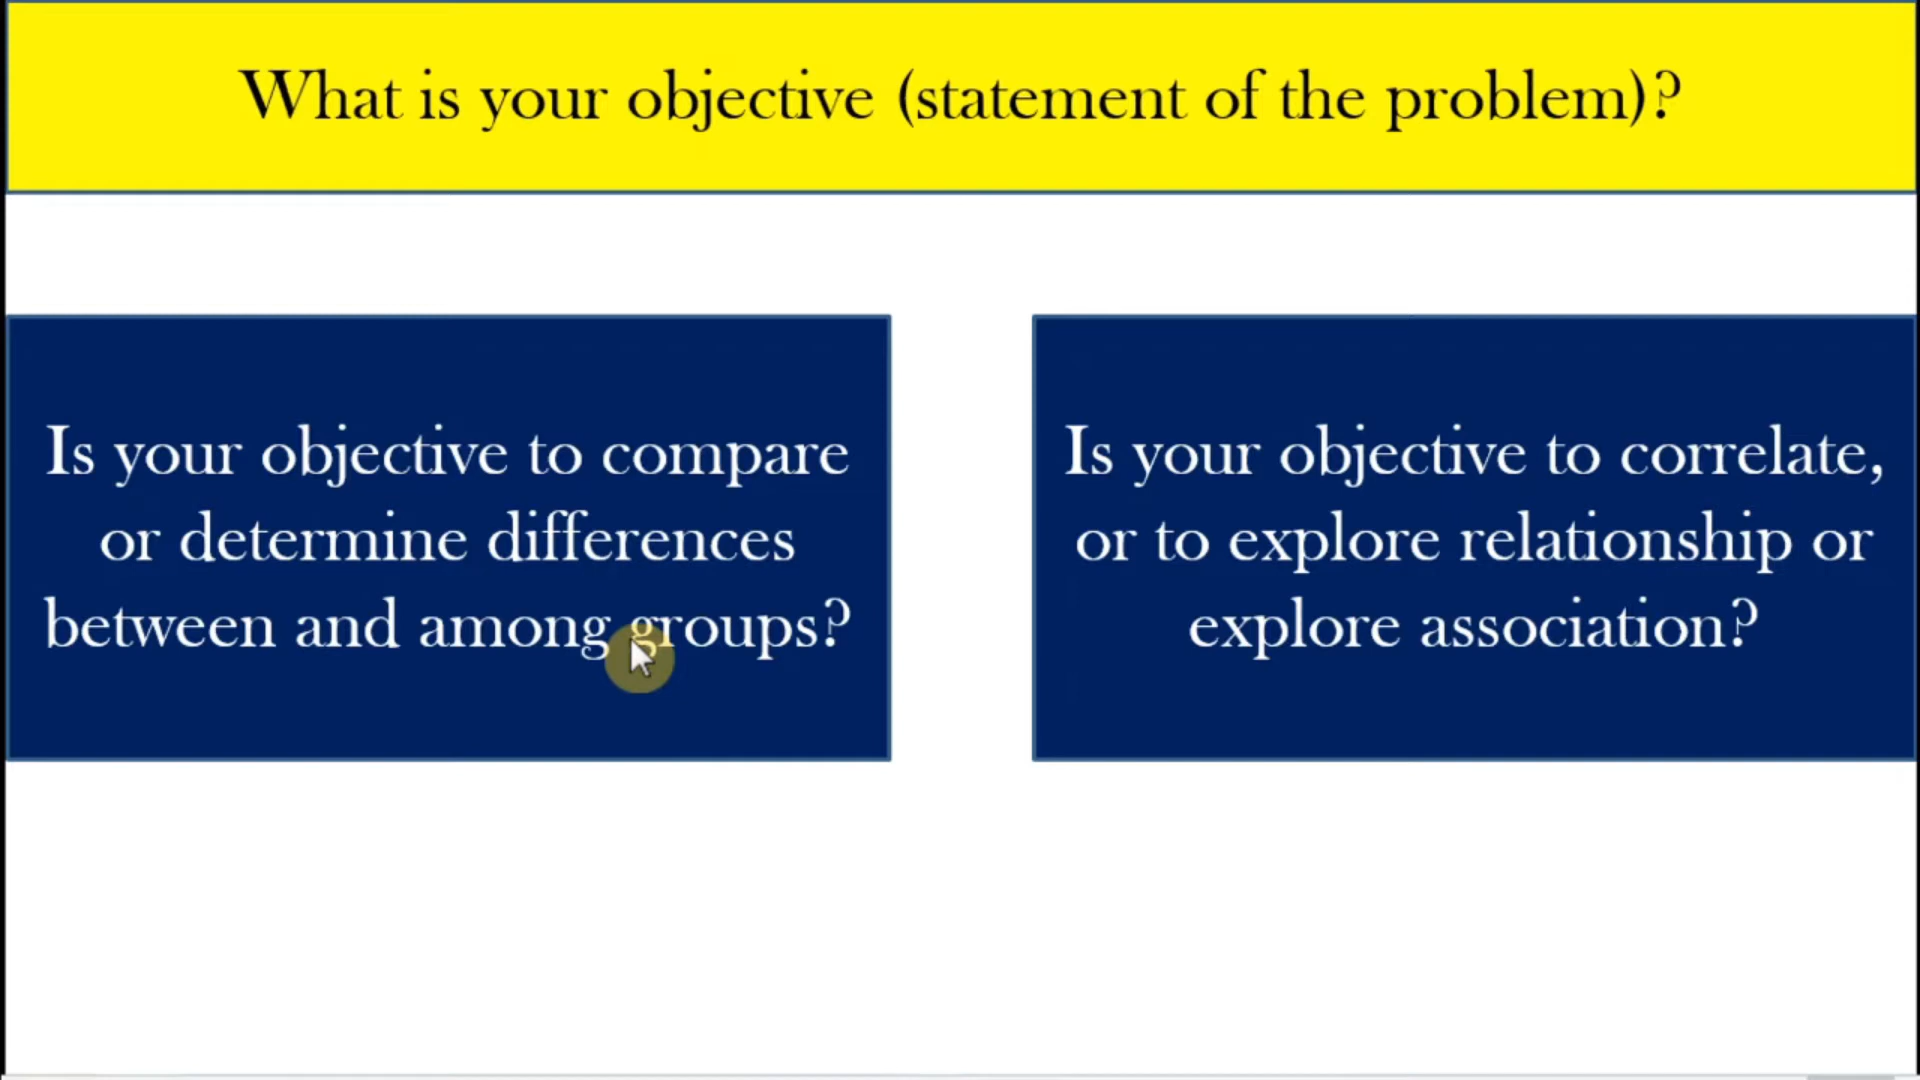 What is your objective (statement of the problem)?
Is your objective to compare
or determine differences
between and among groups?
Is your objective to correlate,
or to explore relationship or
explore association?